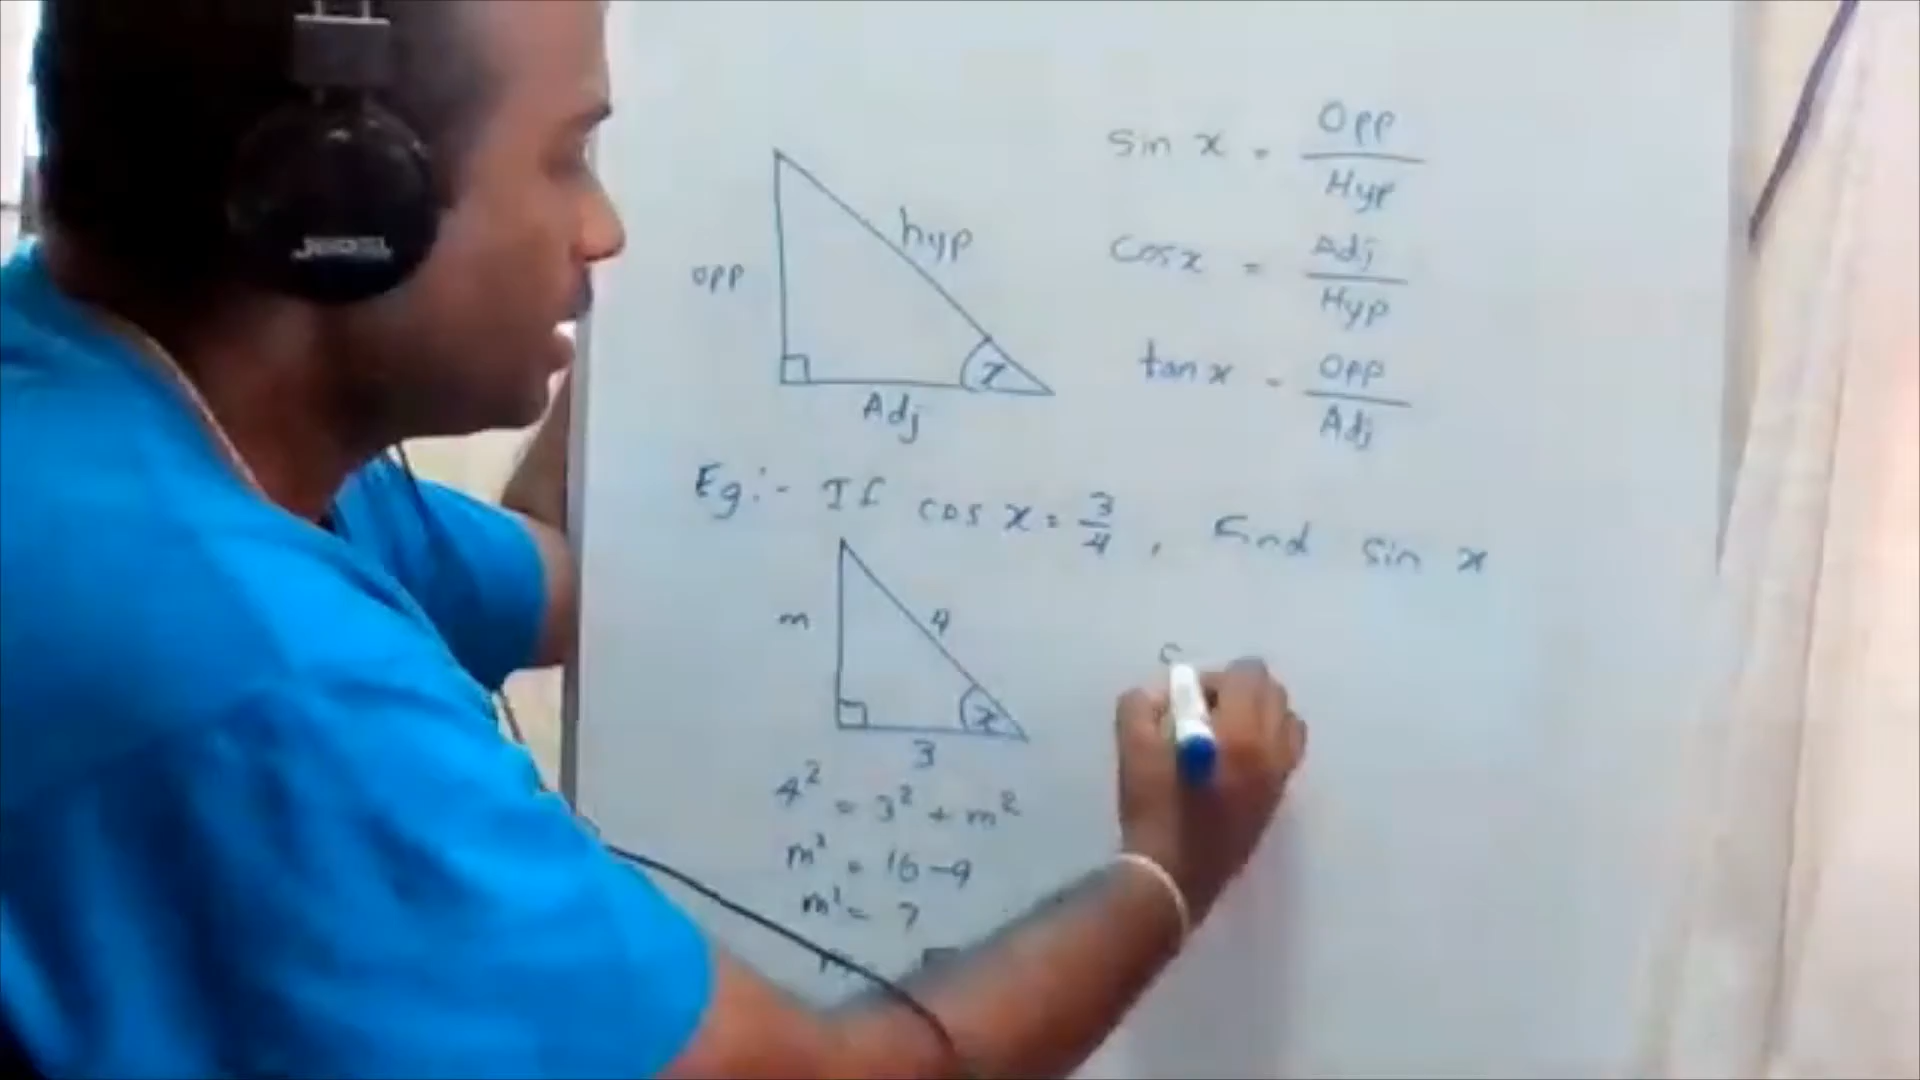 sin x = Opp / Hyp
hyp
opp
cos x = Adj / Hyp
x
tan x = Opp / Adj
Adj
Eg:- If cos x = 3/4 , Find sin x
m
4
x
3
4² = 3² + m²
m² = 16 - 9
m² = 7